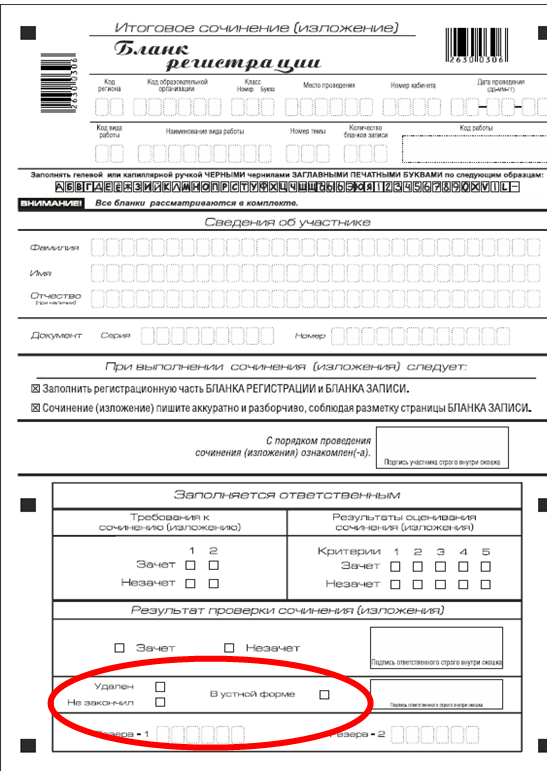 Итоговое сочинение (изложение)
Бланк
регистрации
2630010306
2630010306
Код региона
Код образовательной организации
Класс
Номер Буква
Место проведения
Номер кабинета
Дата проведения
(дд-мм-гг)
Код вида работы
Наименование вида работы
Номер темы
Количество бланков записи
Код работы
Заполнять гелевой или капиллярной ручкой ЧЕРНЫМИ чернилами ЗАГЛАВНЫМИ ПЕЧАТНЫМИ БУКВАМИ по следующим образцам:
АБВГДЕЁЖЗИЙКЛМНОПРСТУФХЦЧШЩЪЫЬЭЮЯ1234567890XVIL-
ВНИМАНИЕ! Все бланки рассматриваются в комплекте.
Сведения об участнике
Фамилия
Имя
Отчество
(при наличии)
Документ Серия Номер
При выполнении сочинения (изложения) следует:
Заполнить регистрационную часть БЛАНКА РЕГИСТРАЦИИ и БЛАНКА ЗАПИСИ.
Сочинение (изложение) пишите аккуратно и разборчиво, соблюдая разметку страницы БЛАНКА ЗАПИСИ.
С порядком проведения
сочинения (изложения) ознакомлен(-а).
Подпись участника строго внутри окошка
Заполняется ответственным
Требования к
сочинению (изложению)
1 2
Зачет
Незачет
Результаты оценивания
сочинения (изложения)
Критерии 1 2 3 4 5
Зачет
Незачет
Результат проверки сочинения (изложения)
Зачет Незачет
Подпись ответственного строго внутри окошка
Удален
Не закончил
В устной форме
Подпись ответственного строго внутри окошка
Резерв - 1
Резерв - 2